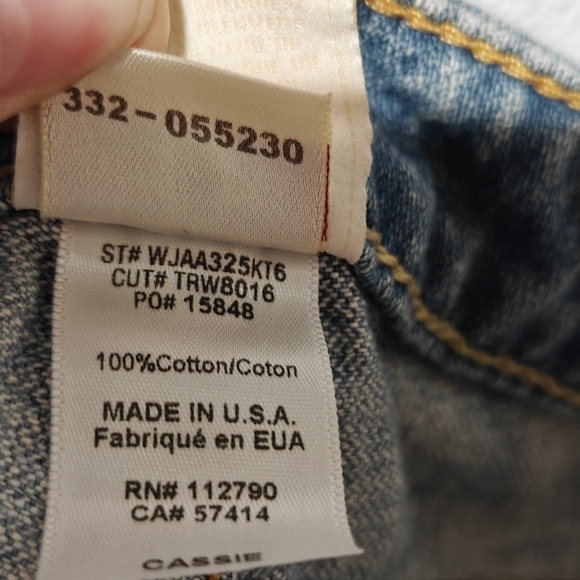 332-055230
ST# WJAA325KT6
CUT# TRW8016
PO# 15848
100%Cotton/Coton
MADE IN U.S.A.
Fabriqué en EUA
RN# 112790
CA# 57414
CASSIE